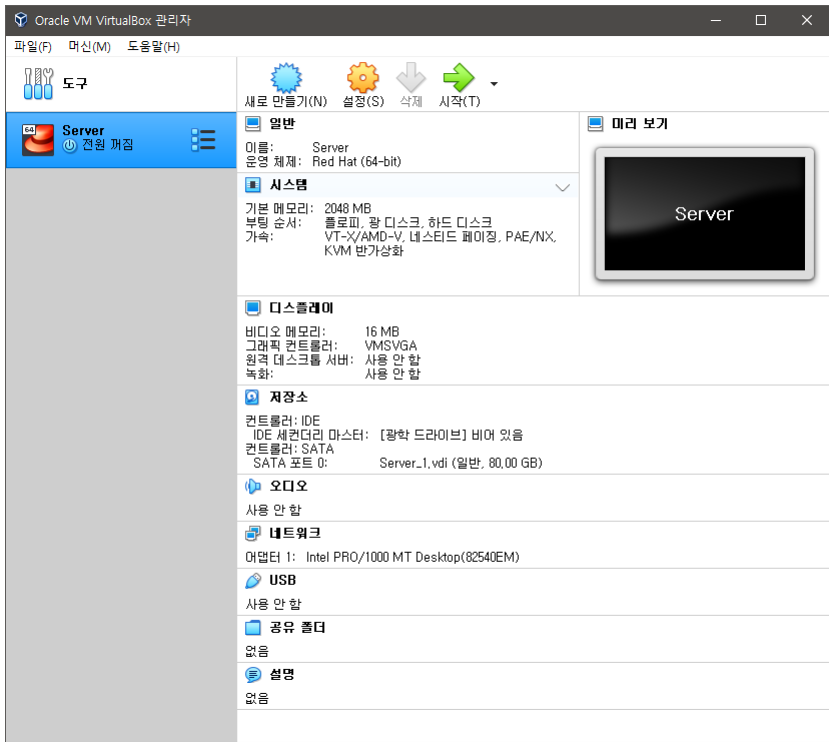 Oracle VM VirtualBox 관리자
파일(F) 머신(M) 도움말(H)
도구
새로 만들기(N) 설정(S) 삭제 시작(T)
64 Server
전원 꺼짐
일반
이름: Server
운영 체제: Red Hat (64-bit)
미리 보기
Server
시스템
기본 메모리: 2048 MB
부팅 순서: 플로피, 광 디스크, 하드 디스크
가속: VT-X/AMD-V, 네스티드 페이징, PAE/NX,
KVM 반가상화
디스플레이
비디오 메모리: 16 MB
그래픽 컨트롤러: VMSVGA
원격 데스크톱 서버: 사용 안 함
녹화: 사용 안 함
저장소
컨트롤러: IDE
IDE 세컨더리 마스터: [광학 드라이브] 비어 있음
컨트롤러: SATA
SATA 포트 0: Server_1.vdi (일반, 80.00 GB)
오디오
사용 안 함
네트워크
어댑터 1: Intel PRO/1000 MT Desktop(82540EM)
USB
사용 안 함
공유 폴더
없음
설명
없음